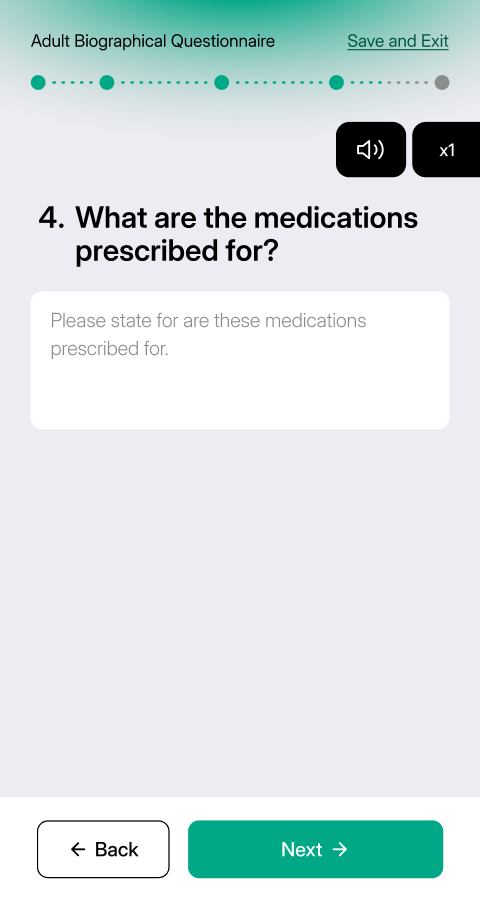 Adult Biographical Questionnaire
Save and Exit
x1
4. What are the medications
prescribed for?
Please state for are these medications
prescribed for.
← Back
Next →